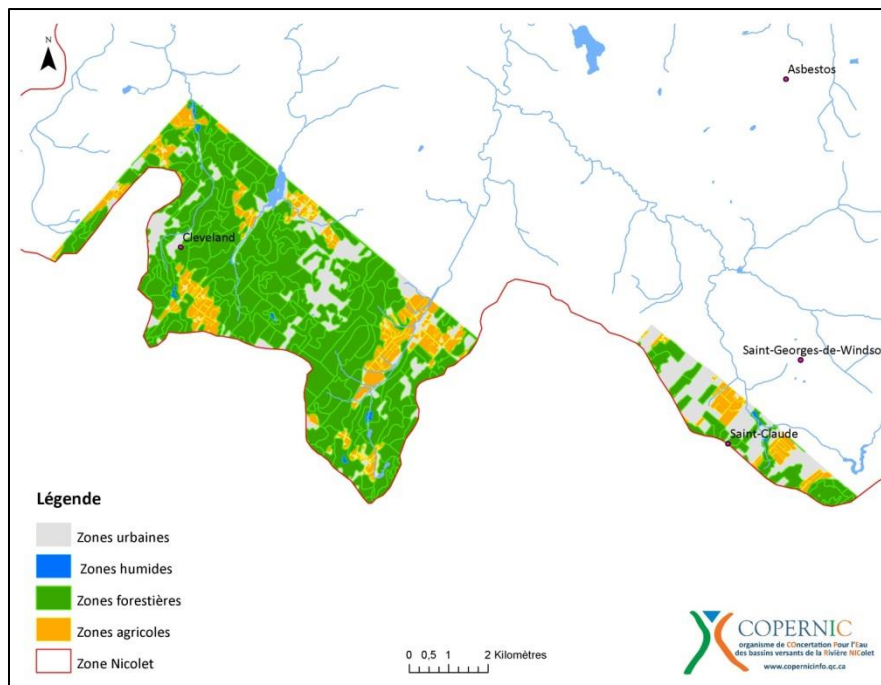 N
Asbestos
Cleveland
Saint-Georges-de-Windso
Saint-Claude
Légende
Zones urbaines
Zones humides
Zones forestières
Zones agricoles
Zone Nicolet
0 0,5 1 2 Kilomètres
COPERNIC
organisme de COncertation Pour l'Eau
des bassins versants de la Rivière NIColet
www.copernicinfo.qc.ca